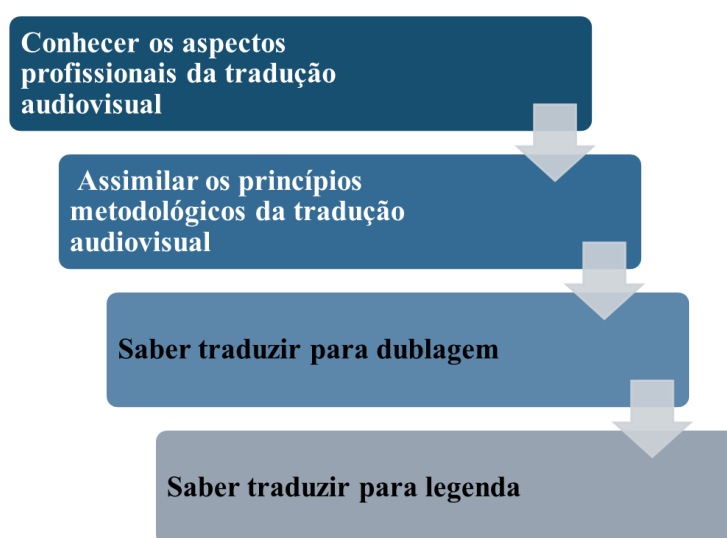 Conhecer os aspectos
profissionais da tradução
audiovisual
Assimilar os princípios
metodológicos da tradução
audiovisual
Saber traduzir para dublagem
Saber traduzir para legenda